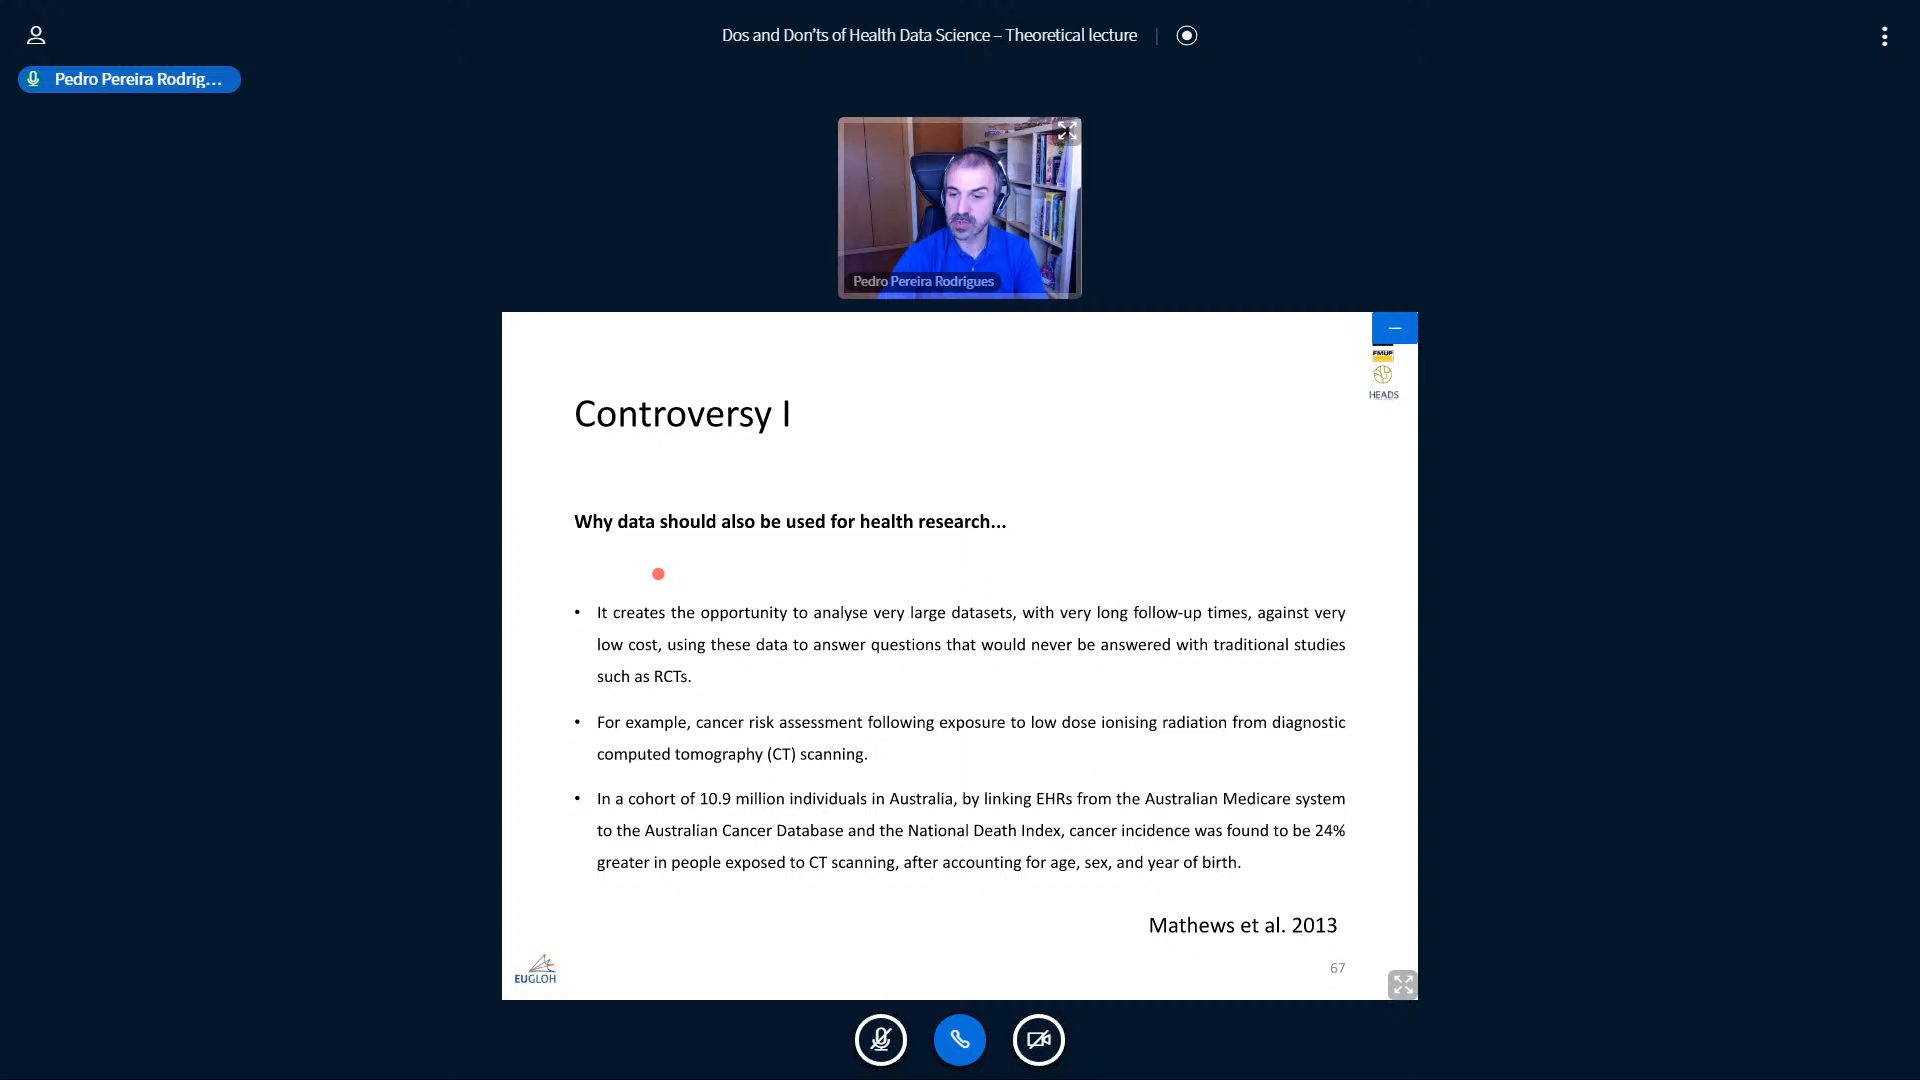 Dos and Don’ts of Health Data Science – Theoretical lecture
Pedro Pereira Rodrig...
Pedro Pereira Rodrigues
FMUP
HEADS
Controversy I
Why data should also be used for health research...
• It creates the opportunity to analyse very large datasets, with very long follow-up times, against very
low cost, using these data to answer questions that would never be answered with traditional studies
such as RCTs.
• For example, cancer risk assessment following exposure to low dose ionising radiation from diagnostic
computed tomography (CT) scanning.
• In a cohort of 10.9 million individuals in Australia, by linking EHRs from the Australian Medicare system
to the Australian Cancer Database and the National Death Index, cancer incidence was found to be 24%
greater in people exposed to CT scanning, after accounting for age, sex, and year of birth.
Mathews et al. 2013
EUGLOH
67